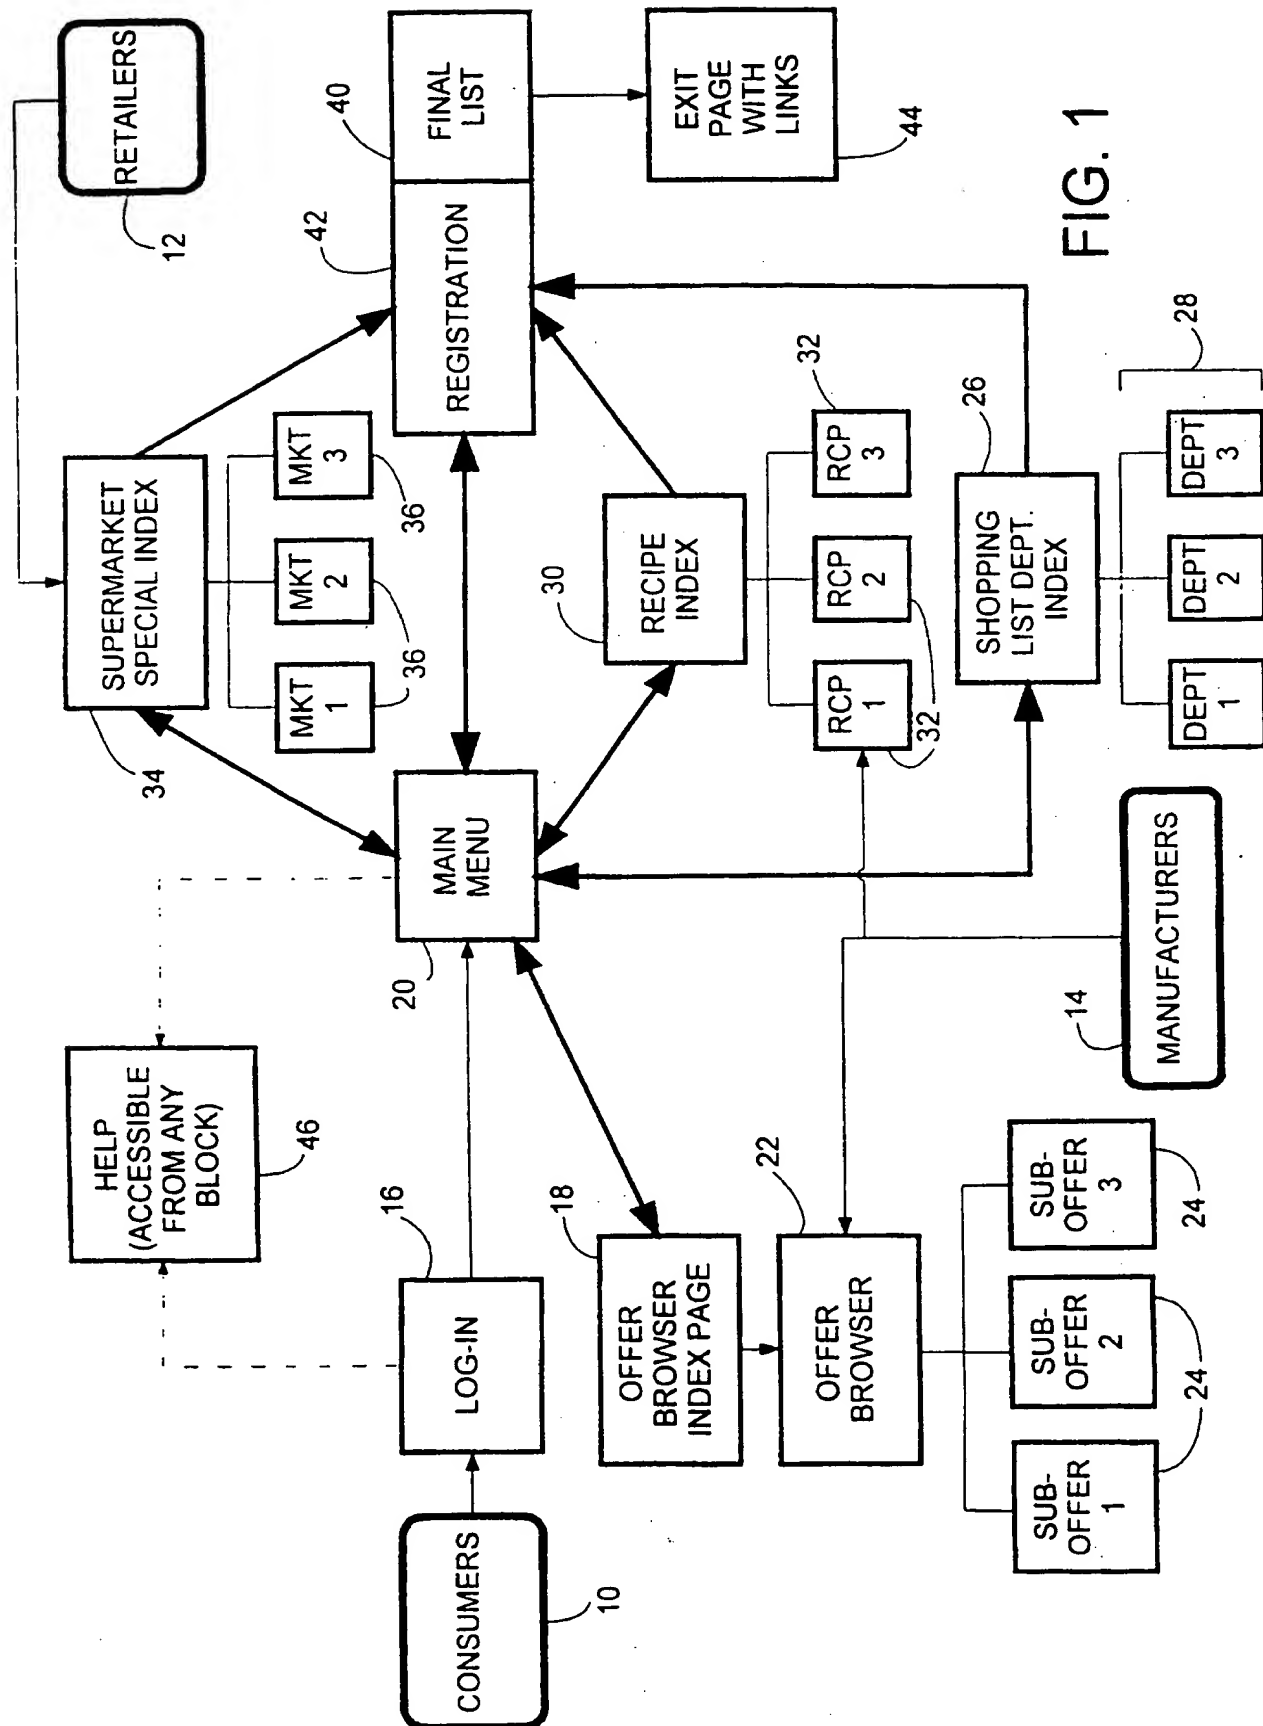 RETAILERS
12
SUPERMARKET
SPECIAL INDEX
34
MKT
1
MKT
2
MKT
3
36
36
HELP
(ACCESSIBLE
FROM ANY
BLOCK)
46
CONSUMERS
10
LOG-IN
16
MAIN
MENU
20
REGISTRATION
42
FINAL
LIST
40
EXIT
PAGE
WITH
LINKS
44
OFFER
BROWSER
INDEX PAGE
18
RECIPE
INDEX
30
OFFER
BROWSER
22
RCP
1
RCP
2
RCP
3
32
32
SUB-
OFFER
1
SUB-
OFFER
2
SUB-
OFFER
3
24
24
SHOPPING
LIST DEPT.
INDEX
26
MANUFACTURERS
14
DEPT
1
DEPT
2
DEPT
3
28
FIG. 1